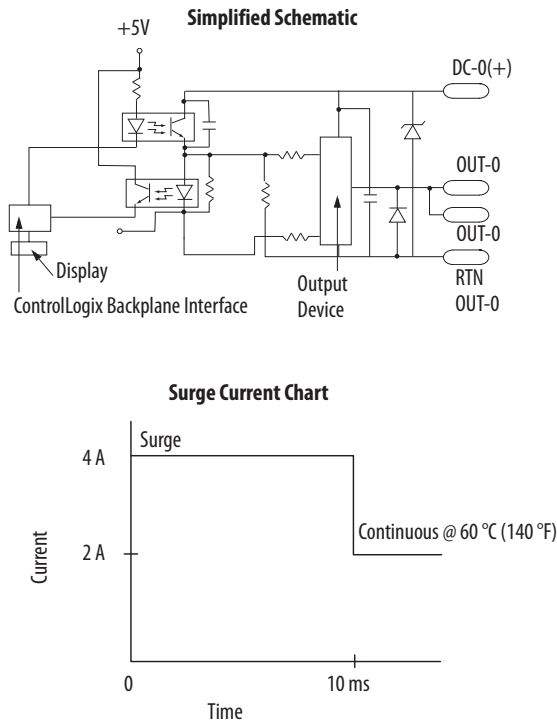 Simplified Schematic
+5V
DC-0(+)
OUT-0
OUT-0
Display
ControlLogix Backplane Interface
Output
Device
RTN
OUT-0
Surge Current Chart
Surge
4 A
Continuous @ 60 °C (140 °F)
2 A
Current
0
10 ms
Time